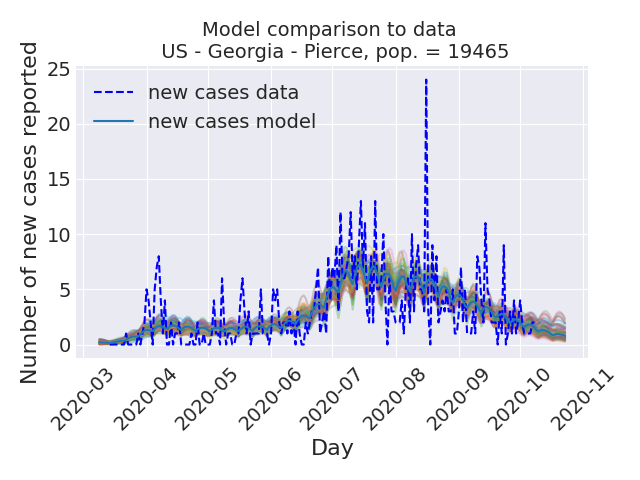 Model comparison to data
US - Georgia - Pierce, pop. = 19465
Number of new cases reported
25
20
15
10
5
0
new cases data
new cases model
2020-03
2020-04
2020-05
2020-06
2020-07
2020-08
2020-09
2020-10
2020-11
Day